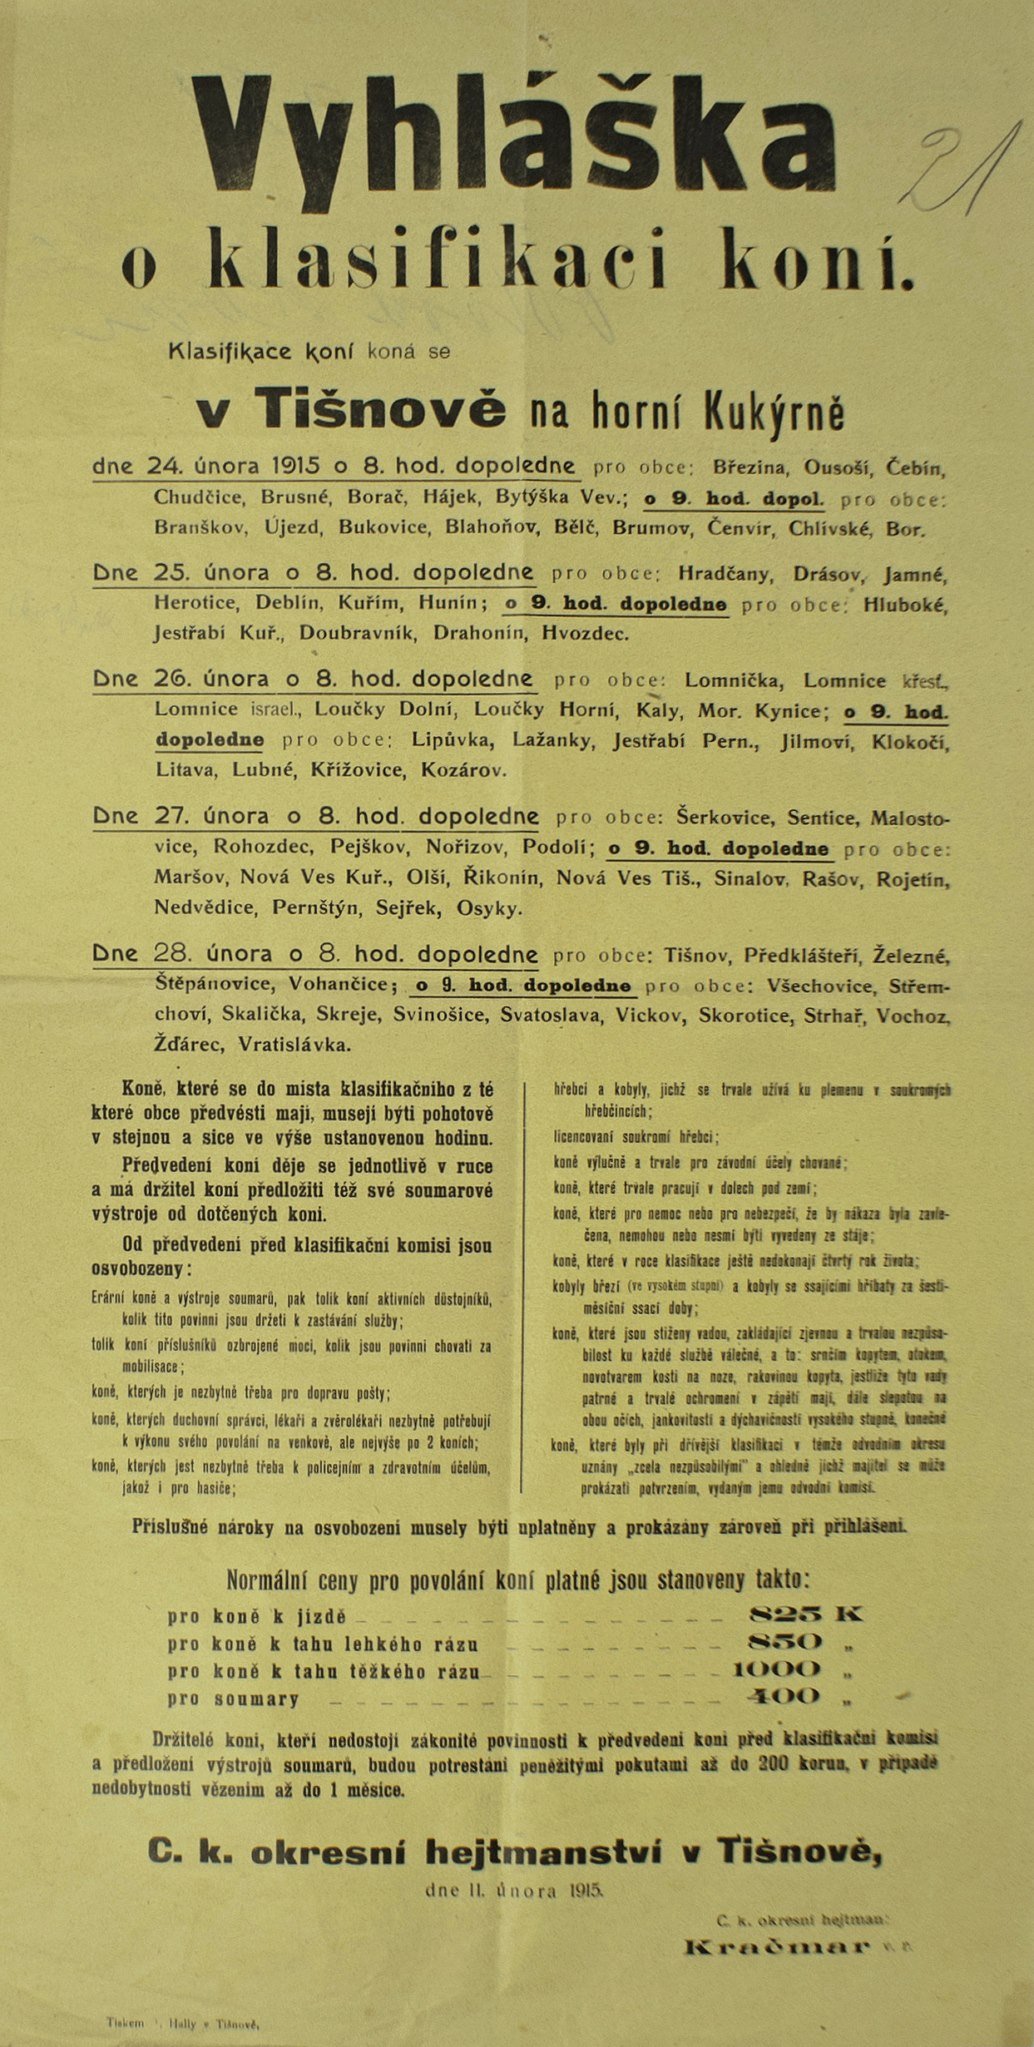 Vyhláška
21
o klasifikaci koní.
Klasifikace koní koná se
v Tišnově na horní Kukýrně
dne 24. února 1915 o 8. hod. dopoledne pro obce: Březina, Ousoší, Čebín,
Chudčice, Brusné, Borač, Hájek, Bytýška Vev.; o 9. hod. dopol. pro obce:
Branškov, Újezd, Bukovice, Blahoňov, Bělč, Brumov, Čenvír, Chlívské, Bor.
Dne 25. února o 8. hod. dopoledne pro obce: Hradčany, Drásov, Jamné,
Herotice, Deblín, Kuřím, Hunín; o 9. hod. dopoledne pro obce: Hluboké,
Jestřabí Kuř., Doubravník, Drahonín, Hvozdec.
Dne 26. února o 8. hod. dopoledne pro obce: Lomnička, Lomnice křesť.,
Lomnice israel., Loučky Dolní, Loučky Horní, Kaly, Mor. Kynice; o 9. hod.
dopoledne pro obce: Lipůvka, Lažanky, Jestřabí Pern., Jilmoví, Klokočí,
Litava, Lubné, Křížovice, Kozárov.
Dne 27. února o 8. hod. dopoledne pro obce: Šerkovice, Sentice, Malosto-
vice, Rohozdec, Pejškov, Nořizov, Podolí; o 9. hod. dopoledne pro obce:
Maršov, Nová Ves Kuř., Olší, Řikonín, Nová Ves Tiš., Sinalov, Rašov, Rojetín,
Nedvědice, Pernštýn, Sejřek, Osyky.
Dne 28. února o 8. hod. dopoledne pro obce: Tišnov, Předklášteří, Železné,
Štěpánovice, Vohančice; o 9. hod. dopoledne pro obce: Všechovice, Střem-
choví, Skalička, Skreje, Svinošice, Svatoslava, Vickov, Skorotice, Strhař, Vochoz,
Žďárec, Vratislávka.
Koně, které se do místa klasifikačního z té
které obce předvésti mají, musejí býti pohotově
v stejnou a sice ve výše ustanovenou hodinu.
Předvedení koní děje se jednotlivě v ruce
a má držitel koní předložiti též své soumarové
výstroje od dotčených koní.
Od předvedení před klasifikační komisí jsou
osvobozeny:
Erární koně a výstroje soumarů, pak tolik koní aktivních důstojníků,
kolik tito povinni jsou držeti k zastávání služby;
tolik koní příslušníků ozbrojené moci, kolik jsou povinni chovati za
mobilisace;
koně, kterých je nezbytně třeba pro dopravu pošty;
koně, kterých duchovní správci, lékaři a zvěrolékaři nezbytně potřebují
k výkonu svého povolání na venkově, ale nejvýše po 2 koních;
koně, kterých jest nezbytně třeba k policejním a zdravotním účelům,
jakož i pro hasiče;
hřebci a kobyly, jichž se trvale užívá ku plemenu v soukromých
hřebčincích;
licencovaní soukromí hřebci;
koně výlučně a trvale pro závodní účely chované;
koně, které trvale pracují v dolech pod zemí;
koně, které pro nemoc nebo pro nebezpečí, že by nákaza byla zavle-
čena, nemohou nebo nesmí býti vyvedeny ze stáje;
koně, které v roce klasifikace ještě nedokonají čtvrtý rok života;
kobyly březí (ve vysokém stupni) a kobyly se ssajícími hříbaty za šesti-
měsíční ssací doby;
koně, které jsou stiženy vadou, zakládající zjevnou a trvalou nezpůso-
bilost ku každé službě válečné, a to: srnčím kopytem, otokem,
novotvarem kosti na noze, rakovinou kopyta, jestliže tyto vady
patrné a trvalé ochromení v zápětí mají, dále slepotou na
obou očích, jankovitostí a dýchavičností vysokého stupně, konečně
koně, které byly při dřívější klasifikaci v témže odvodním okresu
uznány „zcela nezpůsobilými" a ohledně jichž majitel se může
prokázati potvrzením, vydaným jemu odvodní komisí.
Příslušné nároky na osvobození musely býti uplatněny a prokázány zároveň při přihlášení.
Normální ceny pro povolání koní platné jsou stanoveny takto:
pro koně k jízdě 825 K
pro koně k tahu lehkého rázu 850 „
pro koně k tahu těžkého rázu 1000 „
pro soumary 400 „
Držitelé koní, kteří nedostojí zákonité povinnosti k předvedení koní před klasifikační komisí
a předložení výstrojů soumarů, budou potrestáni peněžitými pokutami až do 200 korun, v případě
nedobytnosti vězením až do 1 měsíce.
C. k. okresní hejtmanství v Tišnově,
dne 11. února 1915.
C. k. okresní hejtman:
Kračmar v. r.
Tiskem Hally v Tišnově.